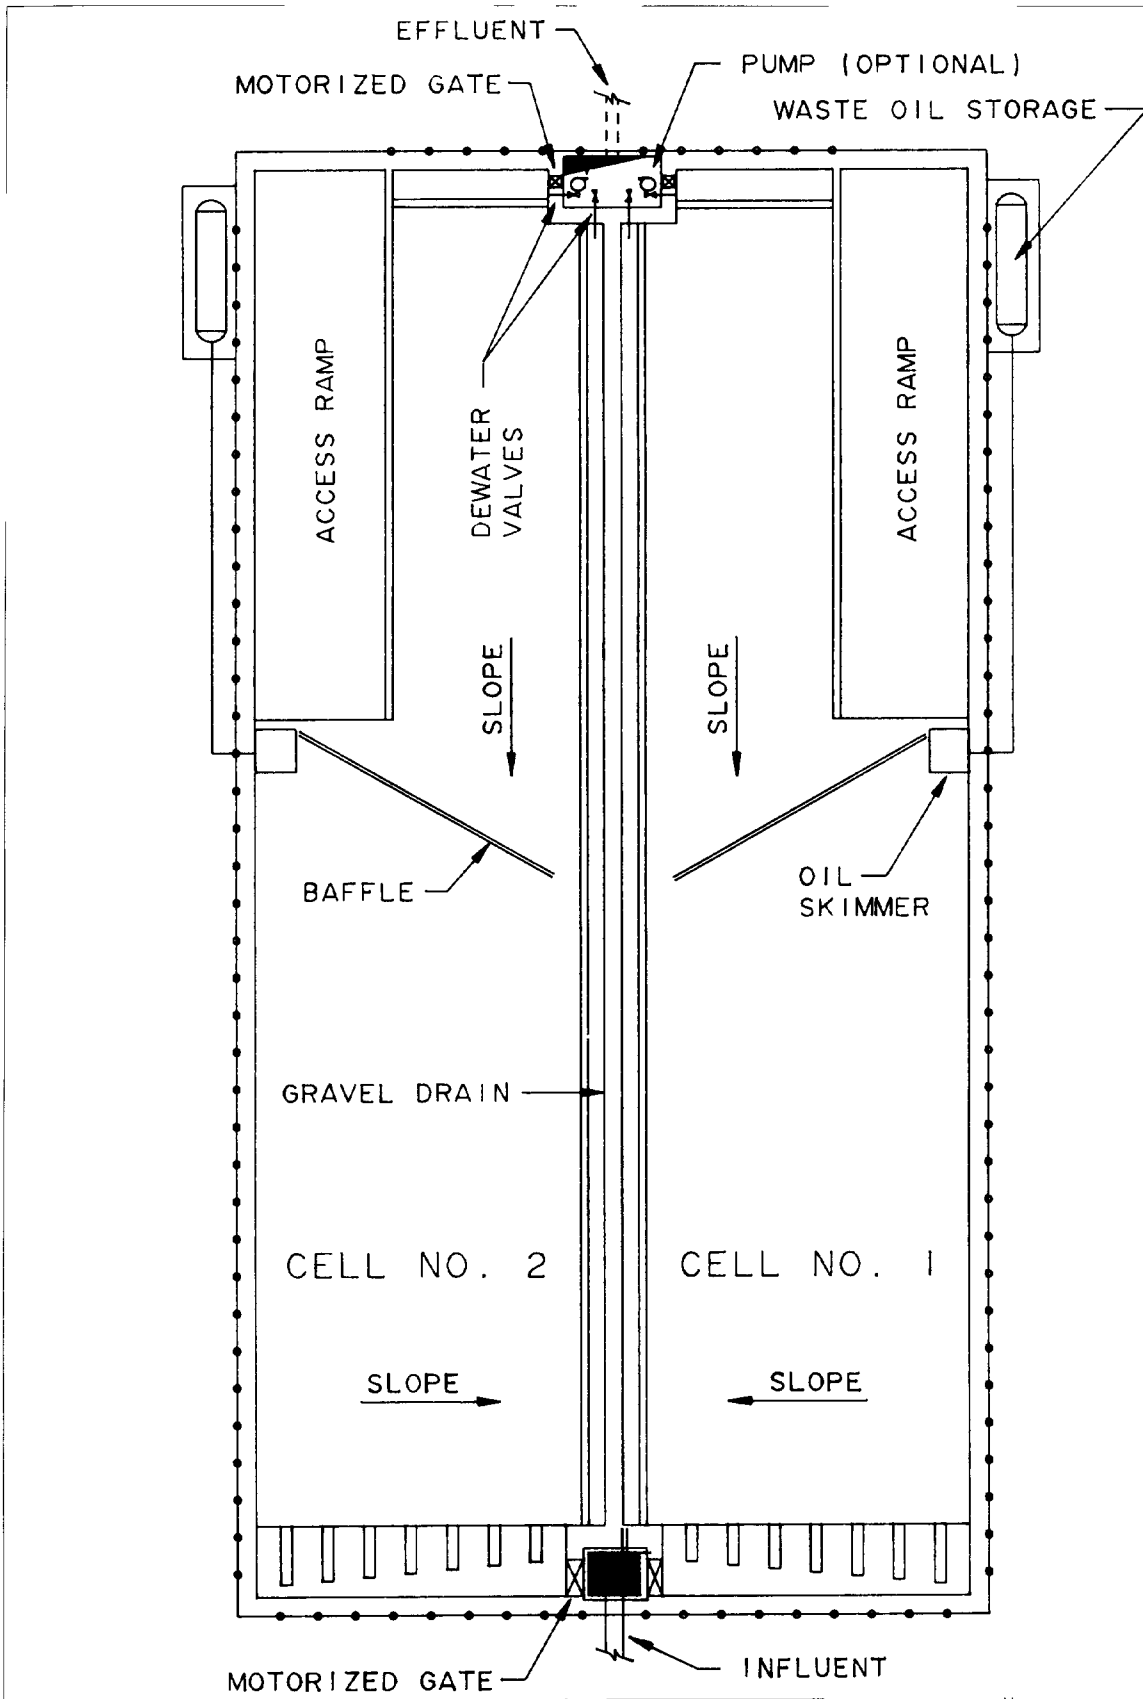 EFFLUENT
MOTORIZED GATE
PUMP (OPTIONAL)
WASTE OIL STORAGE
ACCESS RAMP
DEWATER
VALVES
ACCESS RAMP
SLOPE
SLOPE
BAFFLE
OIL
SKIMMER
GRAVEL DRAIN
CELL NO. 2
CELL NO. 1
SLOPE
SLOPE
MOTORIZED GATE
INFLUENT